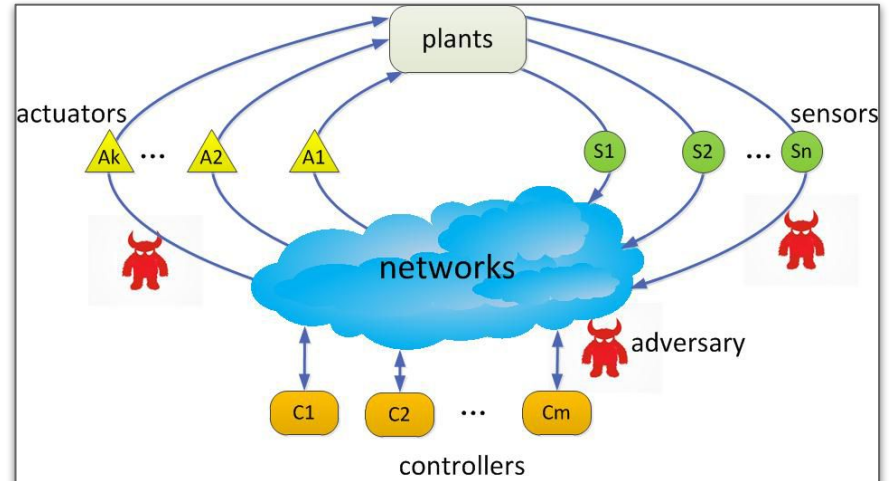 plants
actuators
sensors
Ak ... A2 A1 S1 S2 ... Sn
networks
adversary
C1 C2 ... Cm
controllers